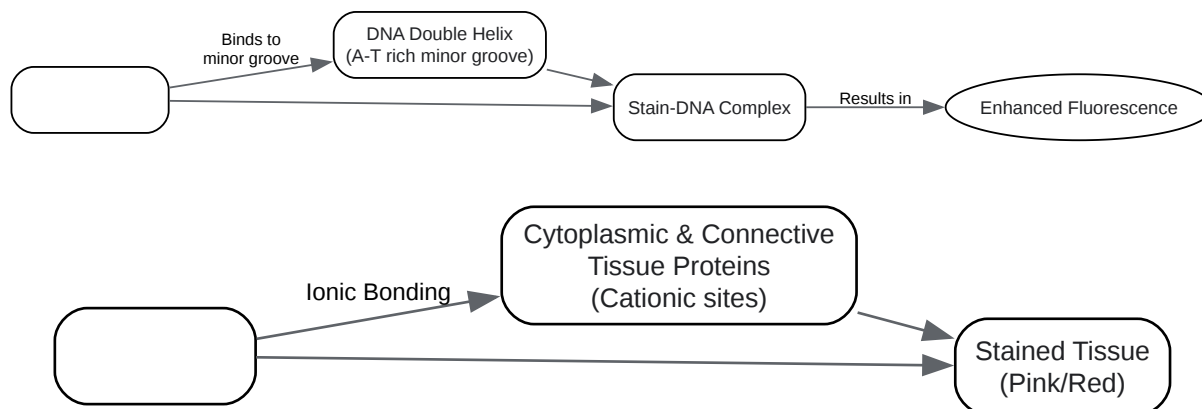 Binds to
minor groove
DNA Double Helix
(A-T rich minor groove)
Stain-DNA Complex
Results in
Enhanced Fluorescence
Ionic Bonding
Cytoplasmic & Connective
Tissue Proteins
(Cationic sites)
Stained Tissue
(Pink/Red)